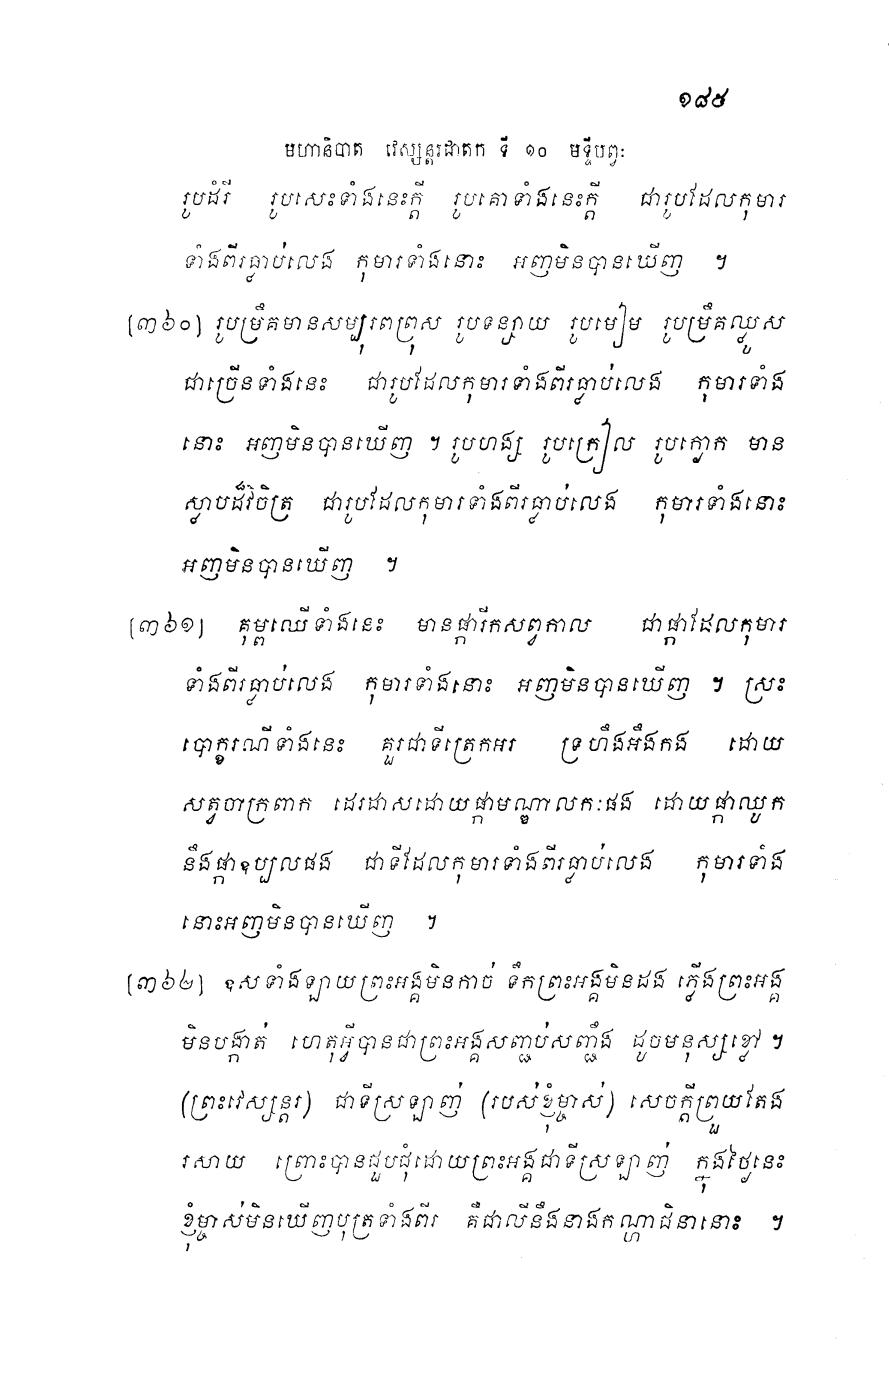 ១៨៥
មហានិបាត វេស្សន្តរជាតក ទី ១០ មទ្ទីបព្វៈ
រូបដំរី រូបសេះទាំងនេះក្តី រូបគោទាំងនេះក្តី ជារូបដែលកុមារ
ទាំងពីរធ្លាប់លេង កុមារទាំងនោះ អញមិនបានឃើញ ។
[៣៦០] រូបម្រឹគមានសម្បុរពព្រុស រូបទន្សាយ រូបមៀម រូបម្រឹគឈ្លូស
ជាច្រើនទាំងនេះ ជារូបដែលកុមារទាំងពីរធ្លាប់លេង កុមារទាំង
នោះ អញមិនបានឃើញ ។ រូបហង្ស រូបក្រៀល រូបក្ងោក មាន
ស្លាបដ៏វិចិត្រ ជារូបដែលកុមារទាំងពីរធ្លាប់លេង កុមារទាំងនោះ
អញមិនបានឃើញ ។
[៣៦១] គុម្ពឈើទាំងនេះ មានផ្ការីកសព្វកាល ជាផ្កាដែលកុមារ
ទាំងពីរធ្លាប់លេង កុមារទាំងនោះ អញមិនបានឃើញ ។ ស្រះ
បោក្ខរណីទាំងនេះ គួរជាទីត្រេកអរ ទ្រហឹងអឹងកង ដោយ
សត្វចាក្រពាក ដេរដាសដោយផ្កាមណ្ឌាលកៈផង ដោយផ្កាឈូក
នឹងផ្កាឧប្បលផង ជាទីដែលកុមារទាំងពីរធ្លាប់លេង កុមារទាំង
នោះអញមិនបានឃើញ ។
[៣៦២] ឧសទាំងឡាយព្រះអង្គមិនកាច់ ទឹកព្រះអង្គមិនដង ភ្លើងព្រះអង្គ
មិនបង្កាត់ ហេតុអ្វីបានជាព្រះអង្គសញ្ជប់សញ្ជឹង ដូចមនុស្សខ្លៅ ។
(ព្រះវេស្សន្តរ) ជាទីស្រឡាញ់ (របស់ខ្ញុំម្ចាស់) សេចក្តីព្រួយតែង
រសាយ ព្រោះបានជួបជុំដោយព្រះអង្គជាទីស្រឡាញ់ ក្នុងថ្ងៃនេះ
ខ្ញុំម្ចាស់មិនឃើញបុត្រទាំងពីរ គឺជាលីនឹងនាងកណ្ហាជិនានោះ ។